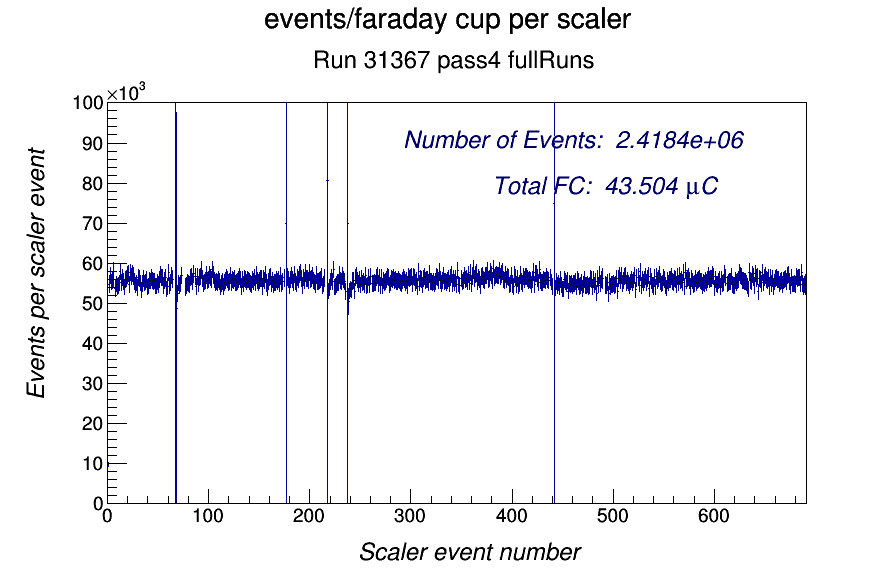 events/faraday cup per scaler
Run 31367 pass4 fullRuns
×10³
100
90
80
70
60
50
40
30
20
10
0
Events per scaler event
Number of Events: 2.4184e+06
Total FC: 43.504 μC
0 100 200 300 400 500 600
Scaler event number